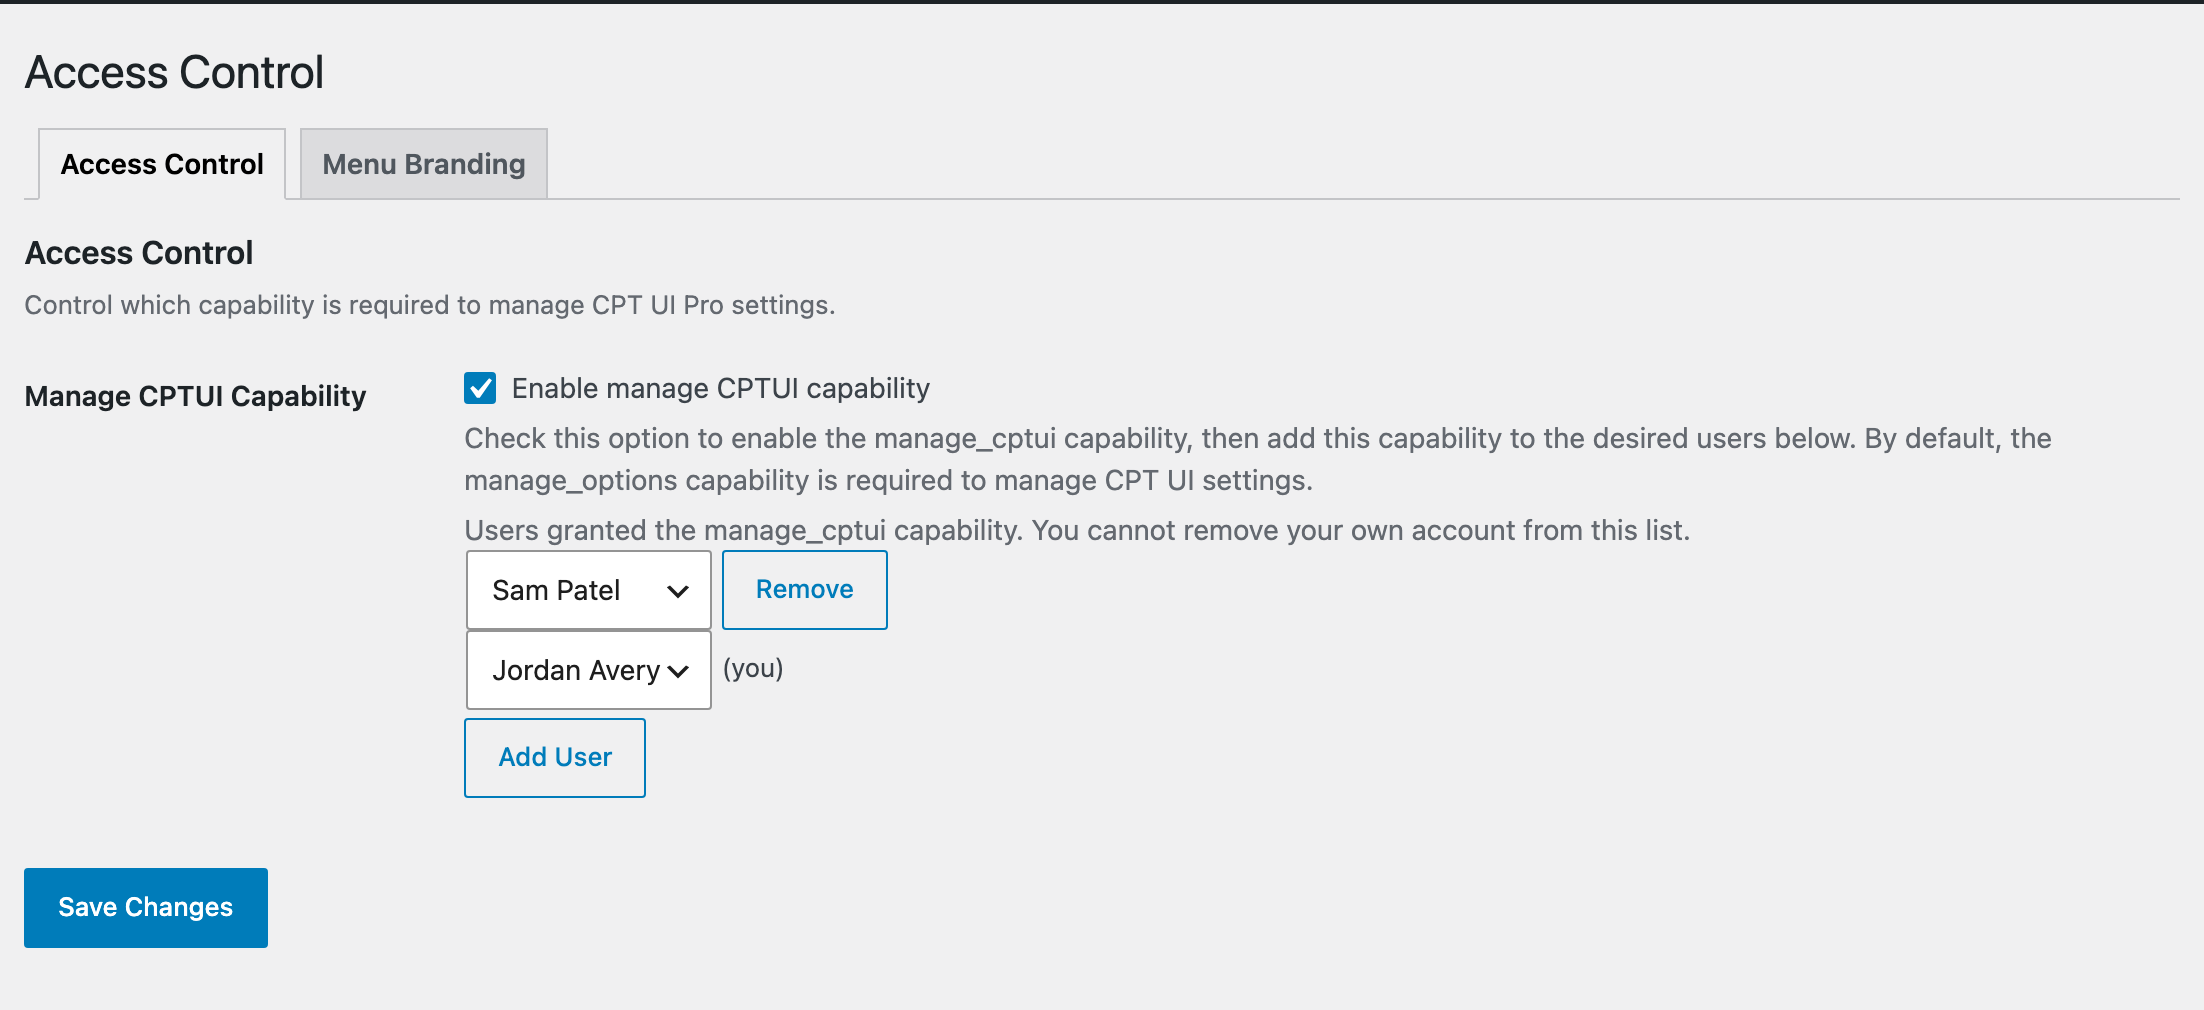 Access Control
Access Control
Menu Branding
Access Control
Control which capability is required to manage CPT UI Pro settings.
Manage CPTUI Capability
Enable manage CPTUI capability
Check this option to enable the manage_cptui capability, then add this capability to the desired users below. By default, the
manage_options capability is required to manage CPT UI settings.
Users granted the manage_cptui capability. You cannot remove your own account from this list.
Sam Patel
Remove
Jordan Avery
(you)
Add User
Save Changes